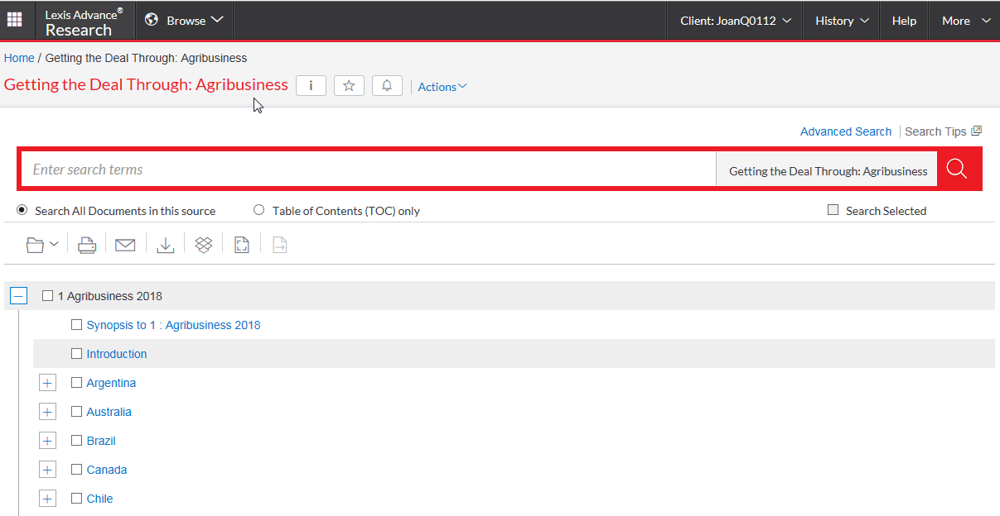 Lexis Advance®
Research
Browse
Client: JoanQ0112
History
Help
More
Home / Getting the Deal Through: Agribusiness
Getting the Deal Through: Agribusiness
i
Actions
Advanced Search
Search Tips
Enter search terms
Getting the Deal Through: Agribusiness
Search All Documents in this source
Table of Contents (TOC) only
Search Selected
1 Agribusiness 2018
Synopsis to 1 : Agribusiness 2018
Introduction
Argentina
Australia
Brazil
Canada
Chile